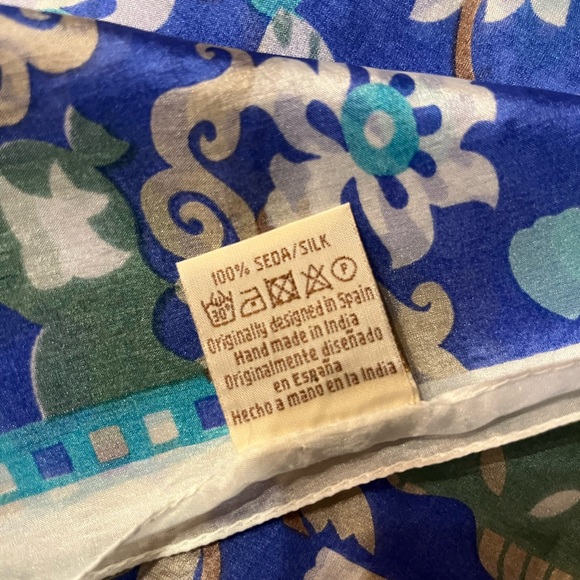 100% SEDA/SILK
30° P
Originally designed in Spain
Hand made in India
Originalmente diseñado
en España
Hecho a mano en la India